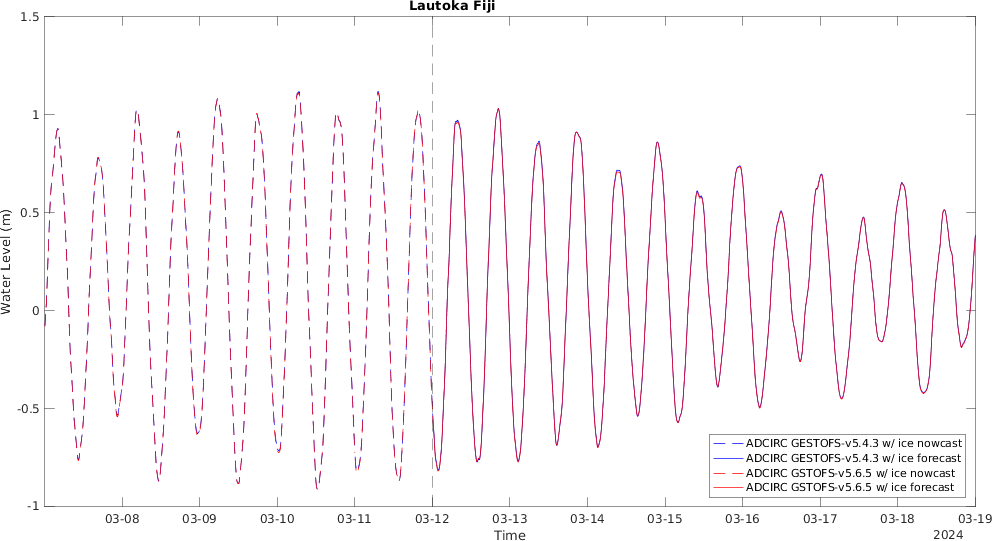 Lautoka Fiji
1.5
1
0.5
0
-0.5
-1
Water Level (m)
ADCIRC GESTOFS-v5.4.3 w/ ice nowcast
ADCIRC GESTOFS-v5.4.3 w/ ice forecast
ADCIRC GSTOFS-v5.6.5 w/ ice nowcast
ADCIRC GSTOFS-v5.6.5 w/ ice forecast
03-08 03-09 03-10 03-11 03-12 03-13 03-14 03-15 03-16 03-17 03-18 03-19
Time
2024